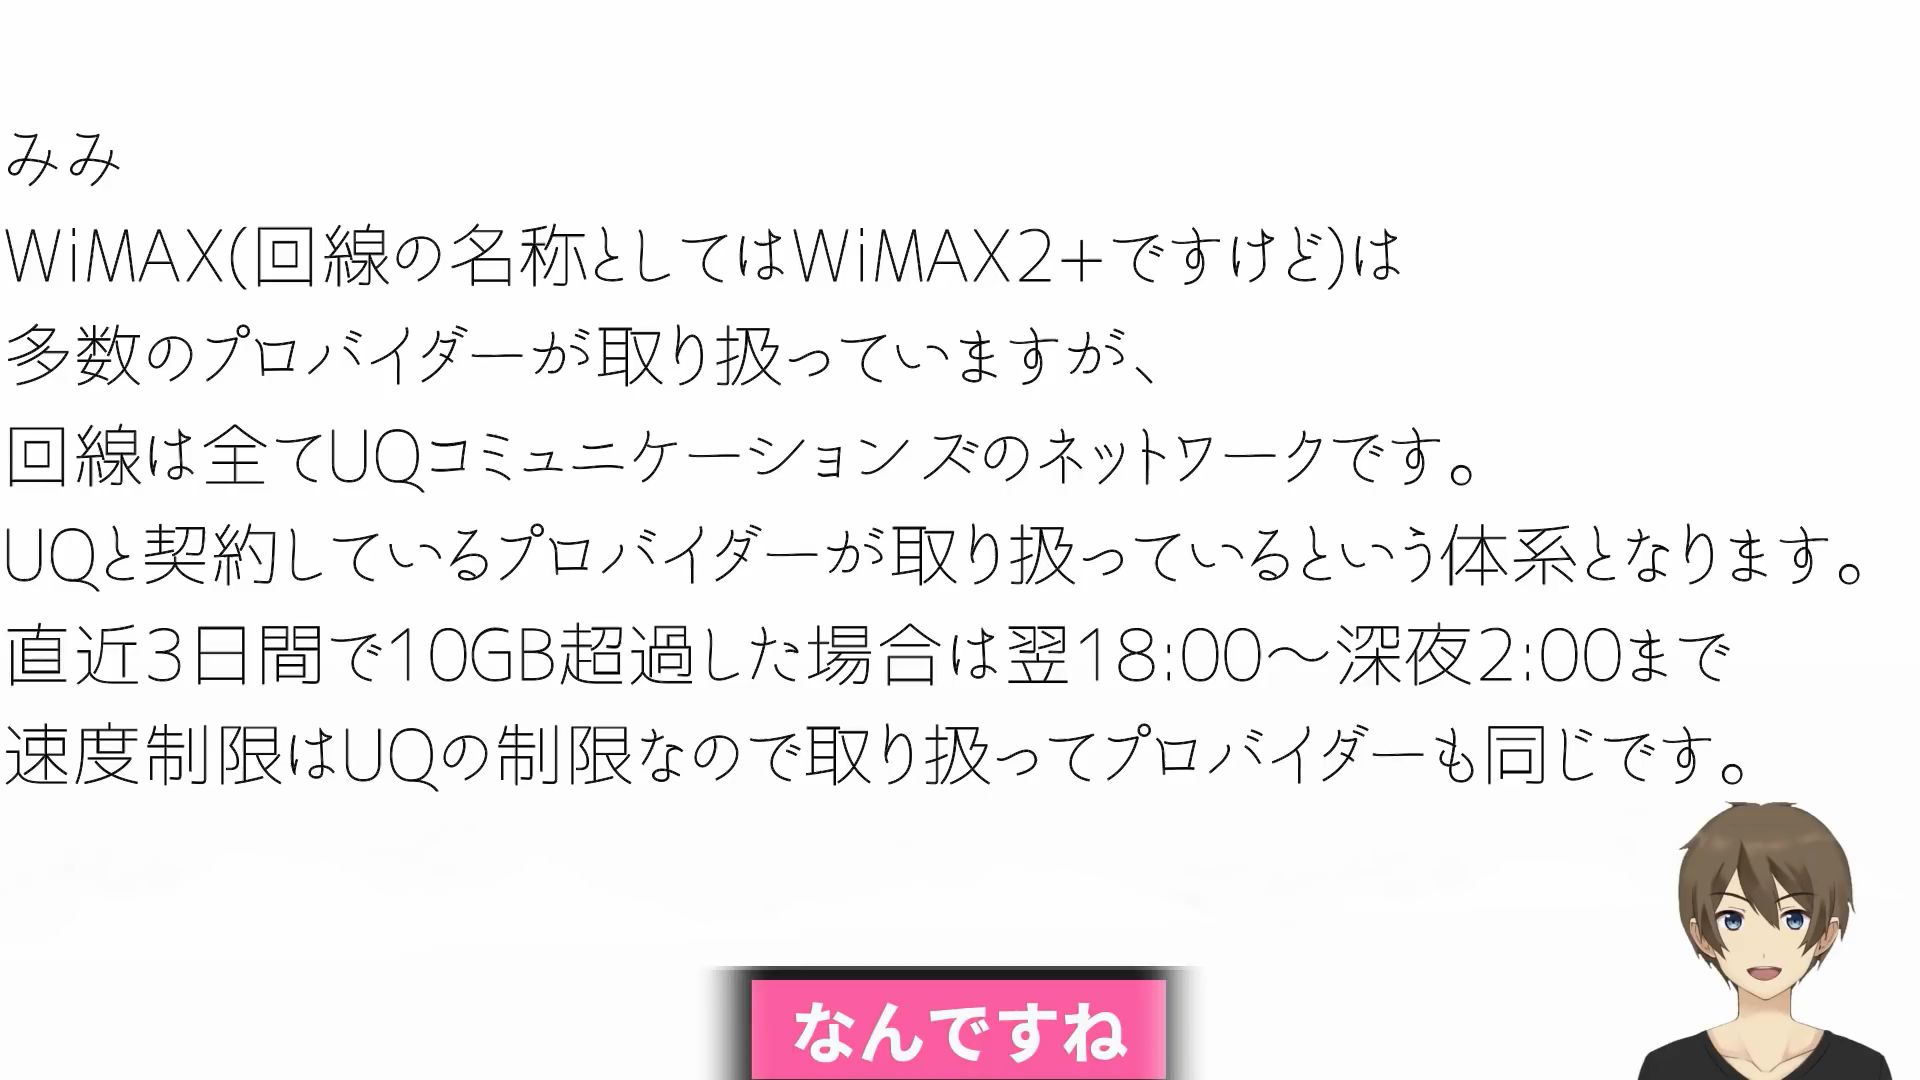 みみ
WiMAX(回線の名称としてはWiMAX2+ですけど)は
多数のプロバイダーが取り扱っていますが、
回線は全てUQコミュニケーションズのネットワークです。
UQと契約しているプロバイダーが取り扱っているという体系となります。
直近3日間で10GB超過した場合は翌18:00～深夜2:00まで
速度制限はUQの制限なので取り扱ってプロバイダーも同じです。
なんですね